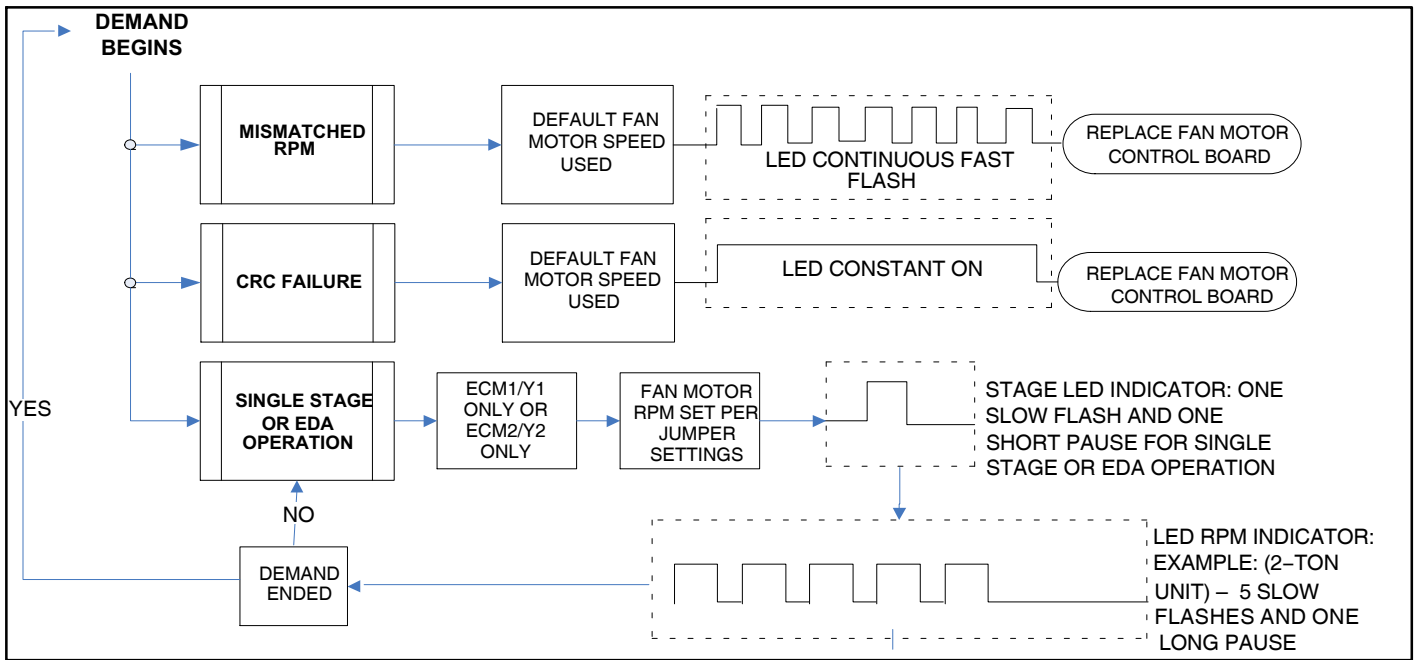 DEMAND
BEGINS
MISMATCHED
RPM
DEFAULT FAN
MOTOR SPEED
USED
LED CONTINUOUS FAST
FLASH
REPLACE FAN MOTOR
CONTROL BOARD
CRC FAILURE
DEFAULT FAN
MOTOR SPEED
USED
LED CONSTANT ON
REPLACE FAN MOTOR
CONTROL BOARD
YES
SINGLE STAGE
OR EDA
OPERATION
ECM1/Y1
ONLY OR
ECM2/Y2
ONLY
FAN MOTOR
RPM SET PER
JUMPER
SETTINGS
STAGE LED INDICATOR: ONE
SLOW FLASH AND ONE
SHORT PAUSE FOR SINGLE
STAGE OR EDA OPERATION
NO
DEMAND
ENDED
LED RPM INDICATOR:
EXAMPLE: (2−TON
UNIT) – 5 SLOW
FLASHES AND ONE
LONG PAUSE